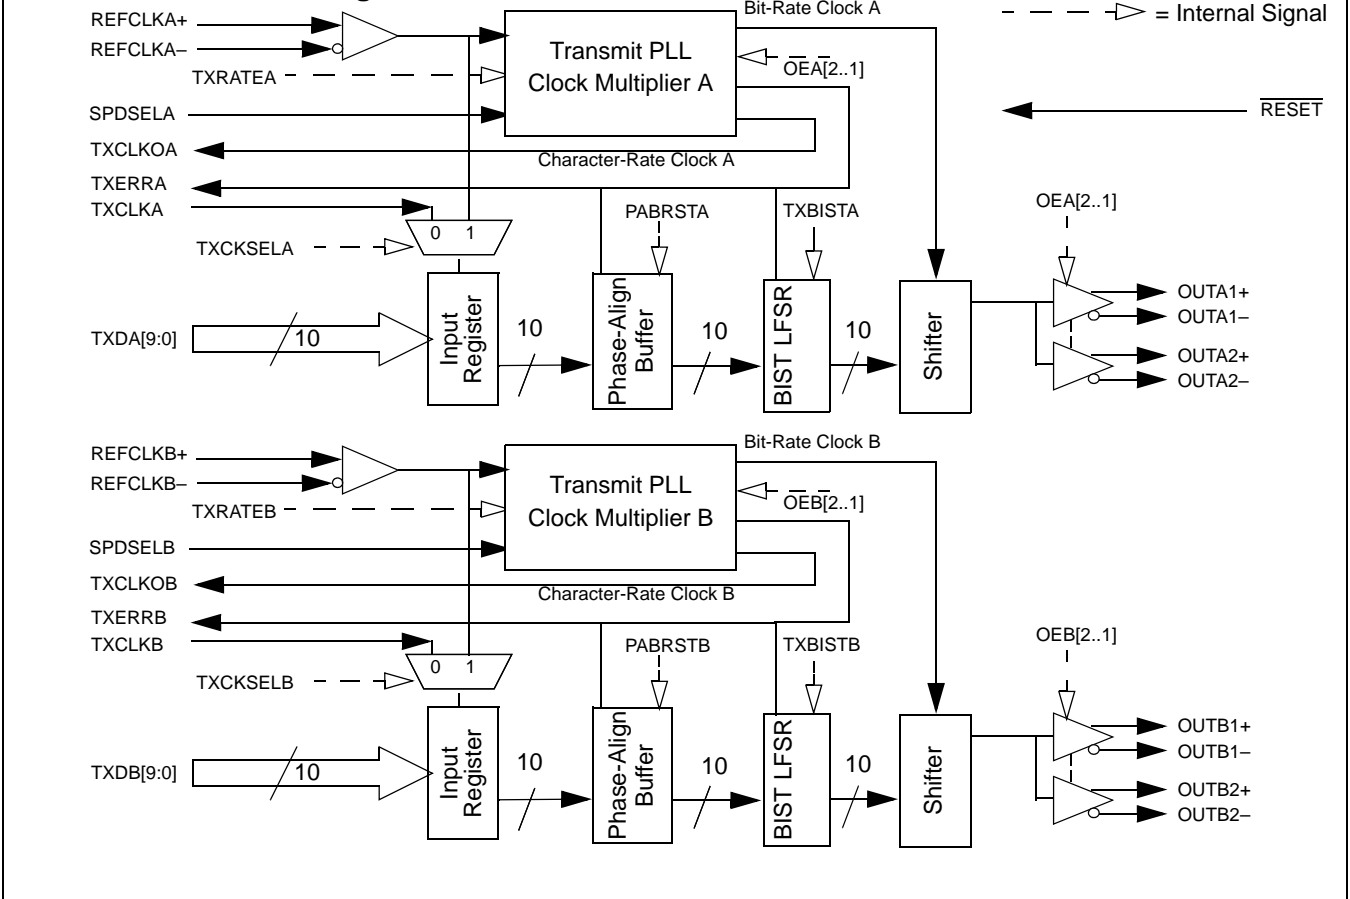 Bit-Rate Clock A
REFCLKA+
REFCLKA–
= Internal Signal
Transmit PLL
Clock Multiplier A
OEA[2..1]
TXRATEA
SPDSELA
RESET
TXCLKOA
Character-Rate Clock A
TXERRA
TXCLKA
PABRSTA
TXBISTA
OEA[2..1]
0 1
TXCKSELA
TXDA[9:0]
10
Input
Register
10
Phase-Align
Buffer
10
BIST LFSR
10
Shifter
OUTA1+
OUTA1–
OUTA2+
OUTA2–
Bit-Rate Clock B
REFCLKB+
REFCLKB–
Transmit PLL
Clock Multiplier B
OEB[2..1]
TXRATEB
SPDSELB
TXCLKOB
Character-Rate Clock B
TXERRB
TXCLKB
PABRSTB
TXBISTB
OEB[2..1]
0 1
TXCKSELB
TXDB[9:0]
10
Input
Register
10
Phase-Align
Buffer
10
BIST LFSR
10
Shifter
OUTB1+
OUTB1–
OUTB2+
OUTB2–